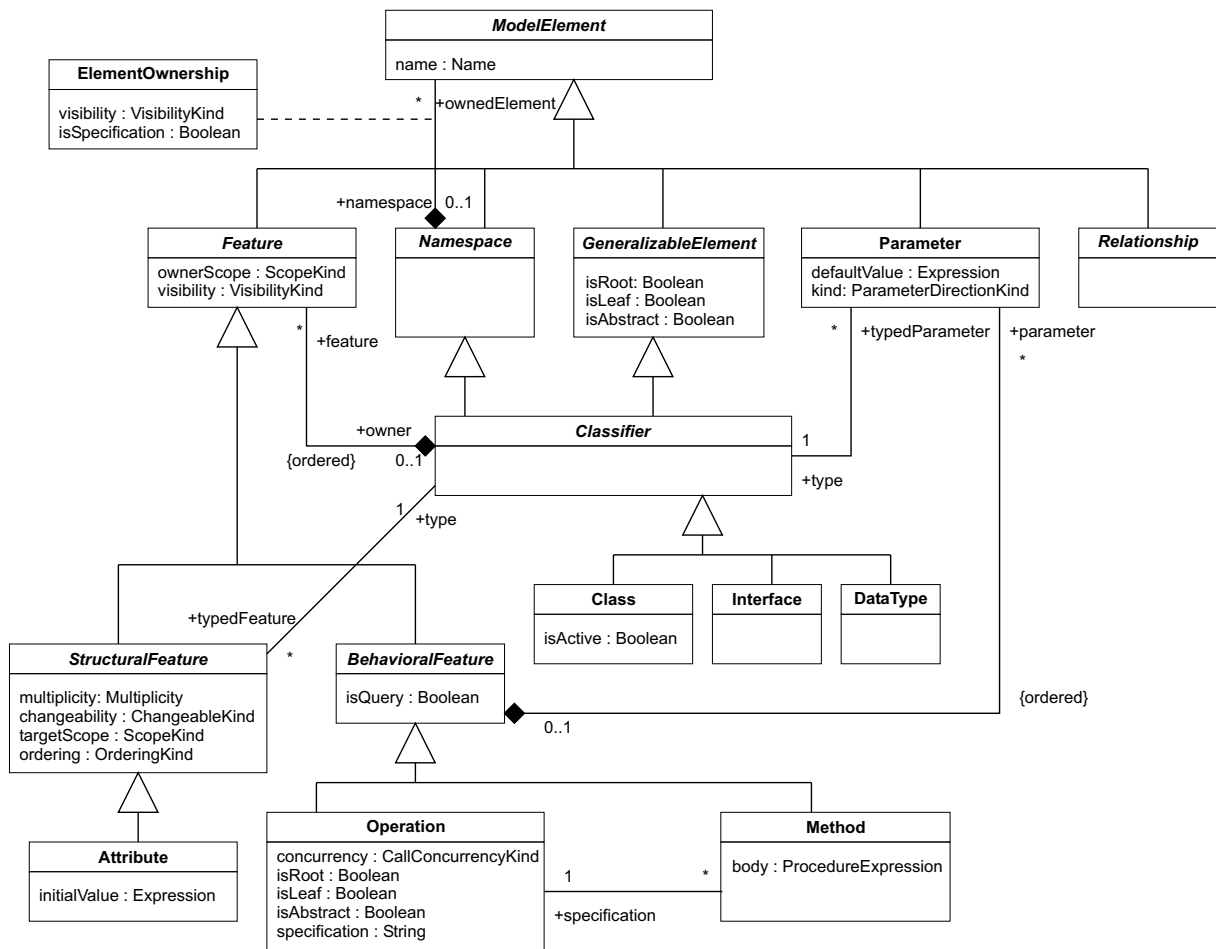 ModelElement
name : Name
ElementOwnership
visibility : VisibilityKind
isSpecification : Boolean
*
+ownedElement
+namespace
0..1
Feature
ownerScope : ScopeKind
visibility : VisibilityKind
Namespace
GeneralizableElement
isRoot: Boolean
isLeaf : Boolean
isAbstract : Boolean
Parameter
defaultValue : Expression
kind: ParameterDirectionKind
Relationship
*
+feature
*
+typedParameter
+parameter
*
+owner
{ordered}
0..1
Classifier
1
+type
1
+type
Class
isActive : Boolean
Interface
DataType
+typedFeature
*
StructuralFeature
multiplicity: Multiplicity
changeability : ChangeableKind
targetScope : ScopeKind
ordering : OrderingKind
BehavioralFeature
isQuery : Boolean
0..1
{ordered}
Attribute
initialValue : Expression
Operation
concurrency : CallConcurrencyKind
isRoot : Boolean
isLeaf : Boolean
isAbstract : Boolean
specification : String
1
*
+specification
Method
body : ProcedureExpression